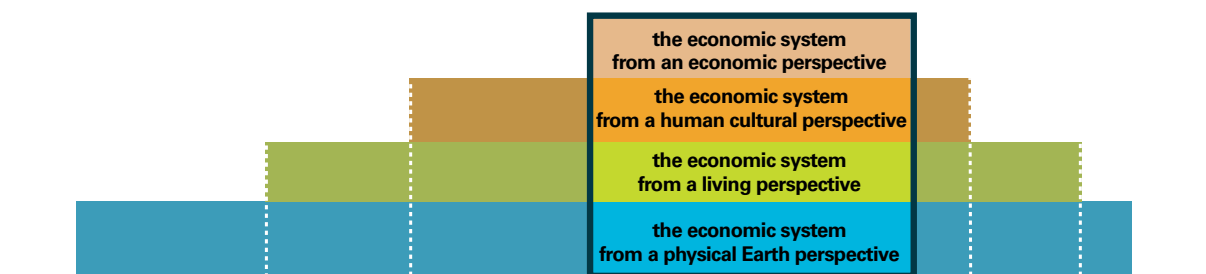 the economic system
from an economic perspective
the economic system
from a human cultural perspective
the economic system
from a living perspective
the economic system
from a physical Earth perspective